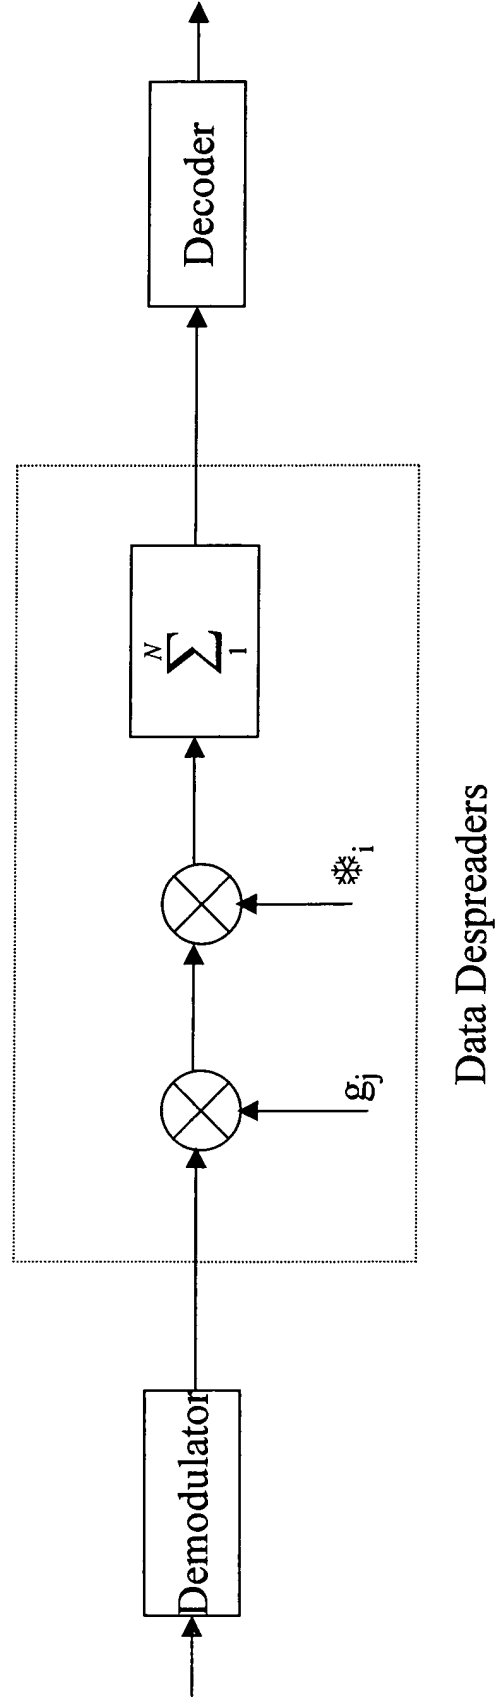 Demodulator
g_j
❄_i
N
∑
1
Decoder
Data Despreaders